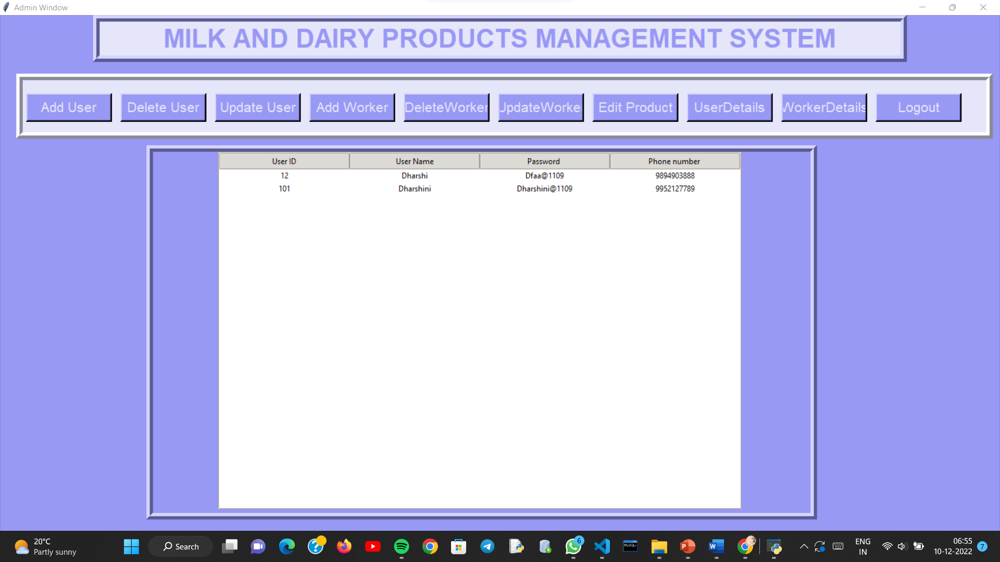 Admin Window
MILK AND DAIRY PRODUCTS MANAGEMENT SYSTEM
Add User Delete User Update User Add Worker DeleteWorker UpdateWorke Edit Product UserDetails WorkerDetails Logout
User ID User Name Password Phone number
12 Dharshi Dfaa@1109 9894903888
101 Dharshini Dharshini@1109 9952127789
20°C
Partly sunny
Search
6
MySQL
ENG
IN
06:55
10-12-2022
7